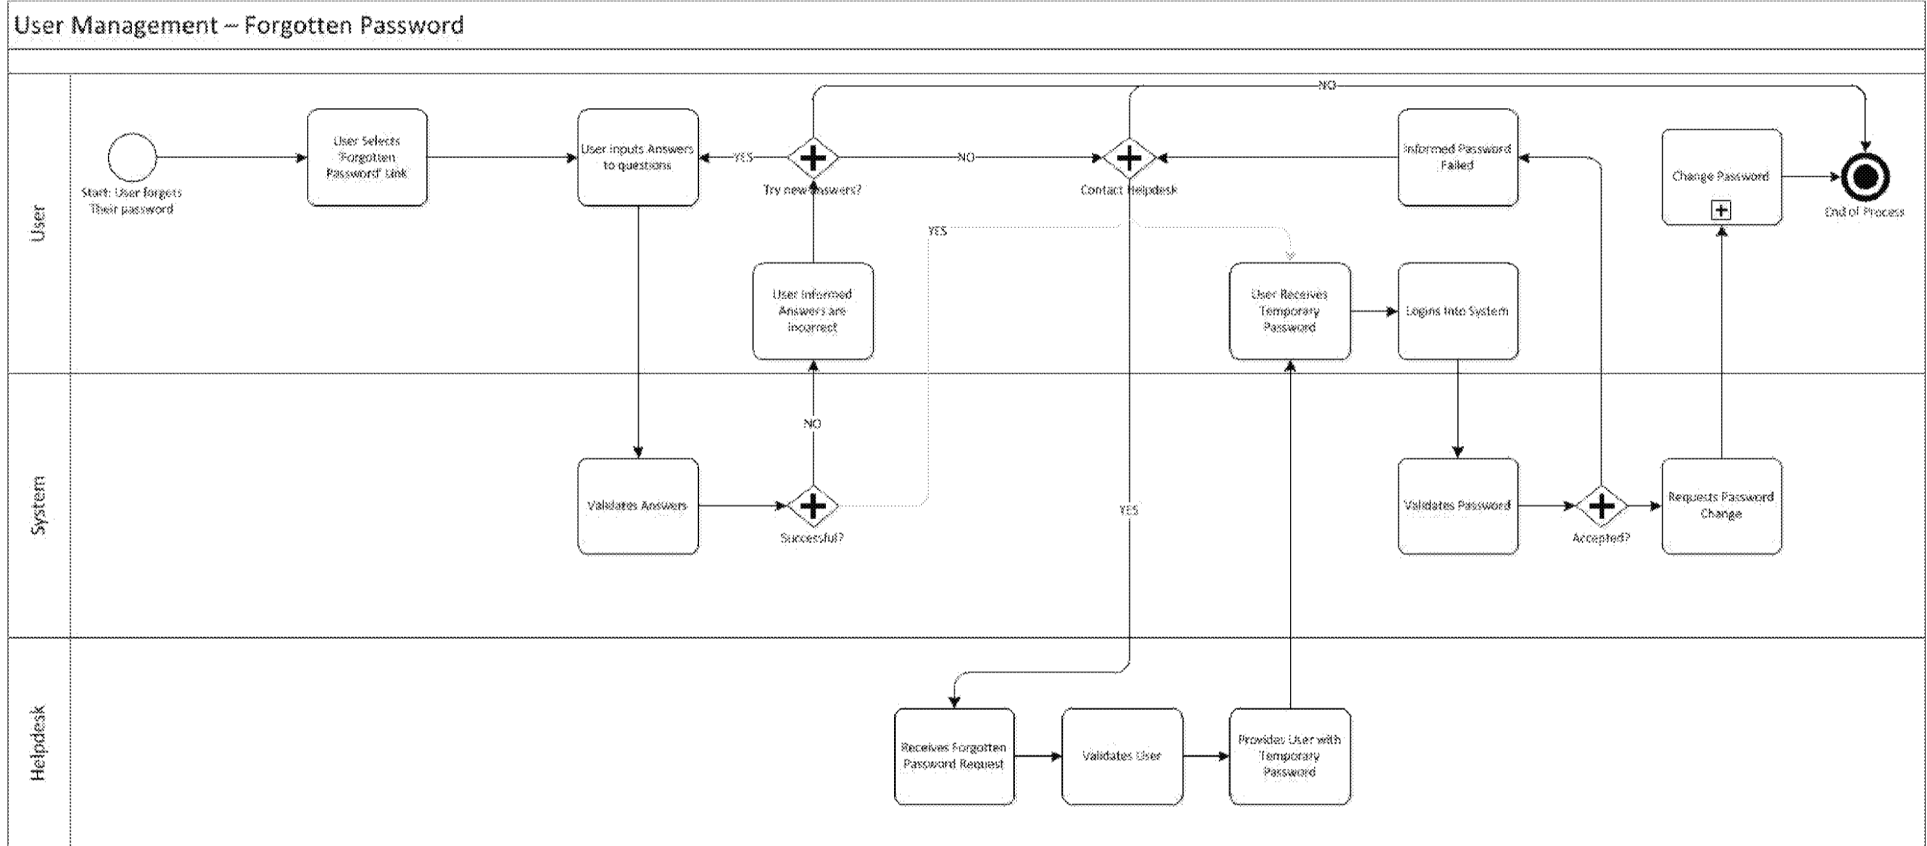 User Management – Forgotten Password
User
Start: User forgets
Their password
User Selects
'Forgotten
Password' Link
User inputs Answers
to questions
YES
Try new answers?
NO
Contact Helpdesk
NO
Informed Password
Failed
Change Password
End of Process
YES
User Informed
Answers are
incorrect
User Receives
Temporary
Password
Logins Into System
System
NO
Validates Answers
Successful?
YES
Validates Password
Accepted?
Requests Password
Change
Helpdesk
Receives Forgotten
Password Request
Validates User
Provides User with
Temporary
Password